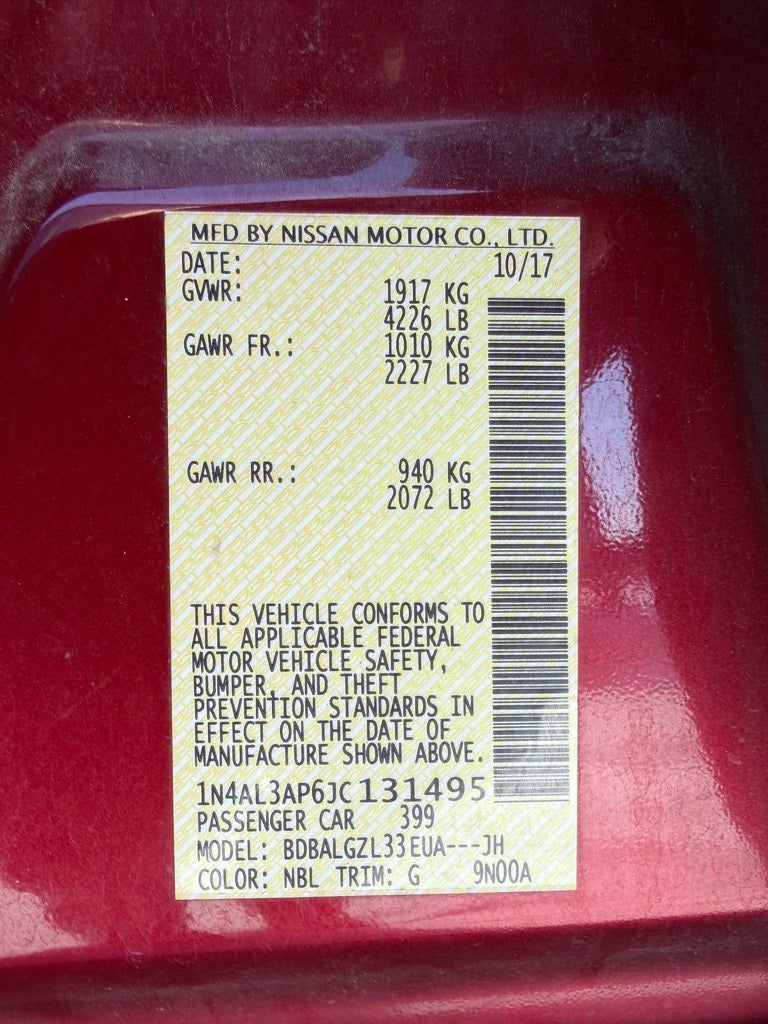 MFD BY NISSAN MOTOR CO., LTD.
DATE: 10/17
GVWR: 1917 KG
4226 LB
GAWR FR.: 1010 KG
2227 LB
GAWR RR.: 940 KG
2072 LB
THIS VEHICLE CONFORMS TO
ALL APPLICABLE FEDERAL
MOTOR VEHICLE SAFETY,
BUMPER, AND THEFT
PREVENTION STANDARDS IN
EFFECT ON THE DATE OF
MANUFACTURE SHOWN ABOVE.
1N4AL3AP6JC131495
PASSENGER CAR 399
MODEL: BDBALGZL33EUA---JH
COLOR: NBL TRIM: G 9N00A